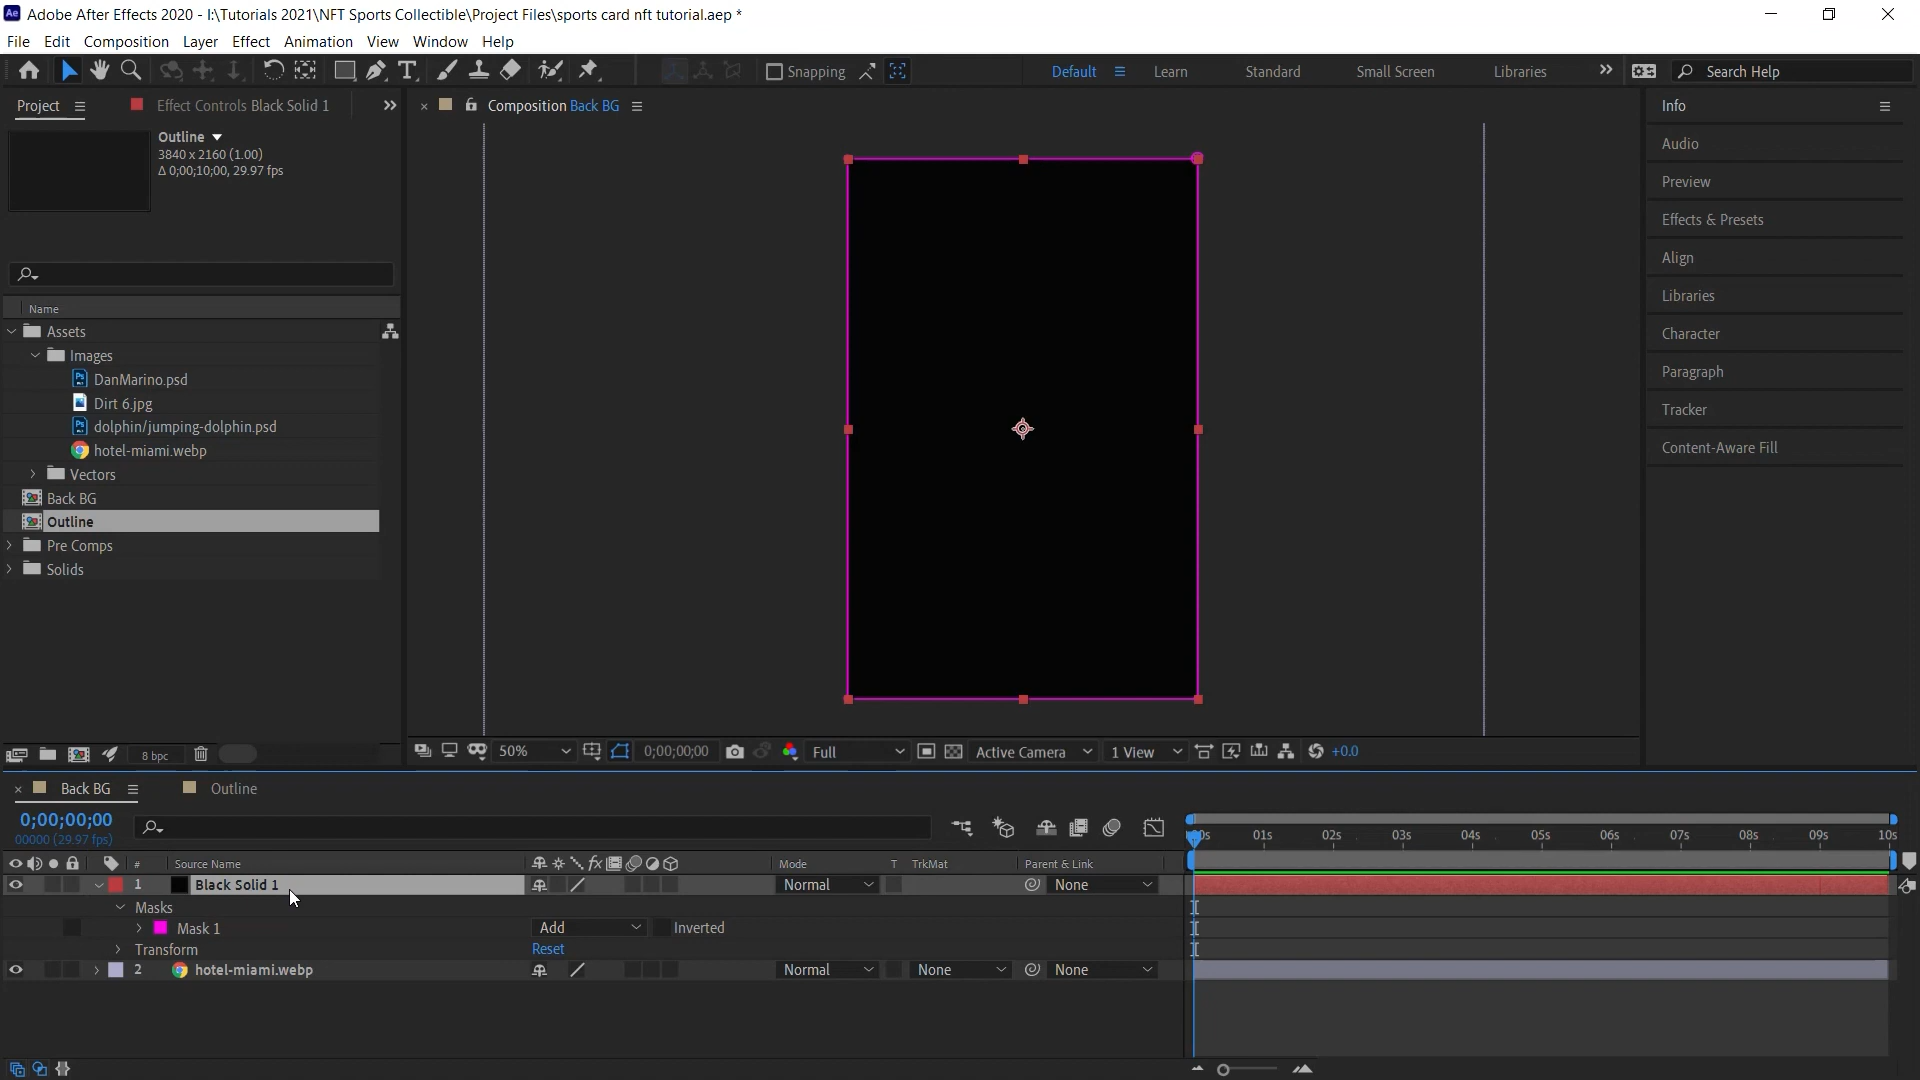 Adobe After Effects 2020 - I:\Tutorials 2021\NFT Sports Collectible\Project Files\sports card nft tutorial.aep *
File Edit Composition Layer Effect Animation View Window Help
Snapping
Default Learn Standard Small Screen Libraries Search Help
Project Effect Controls Black Solid 1
Composition Back BG
Outline
3840 x 2160 (1.00)
Δ 0;00;10;00, 29.97 fps
Name
Assets
Images
DanMarino.psd
Dirt 6.jpg
dolphin/jumping-dolphin.psd
hotel-miami.webp
Vectors
Back BG
Outline
Pre Comps
Solids
8 bpc
50% 0;00;00;00 Full Active Camera 1 View +0.0
Info
Audio
Preview
Effects & Presets
Align
Libraries
Character
Paragraph
Tracker
Content-Aware Fill
Back BG Outline
0;00;00;00
00000 (29.97 fps)
01s 02s 03s 04s 05s 06s 07s 08s 09s 10s
# Source Name Mode T TrkMat Parent & Link
1 Black Solid 1 Normal None
Masks
Mask 1 Add Inverted
Transform Reset
2 hotel-miami.webp Normal None None